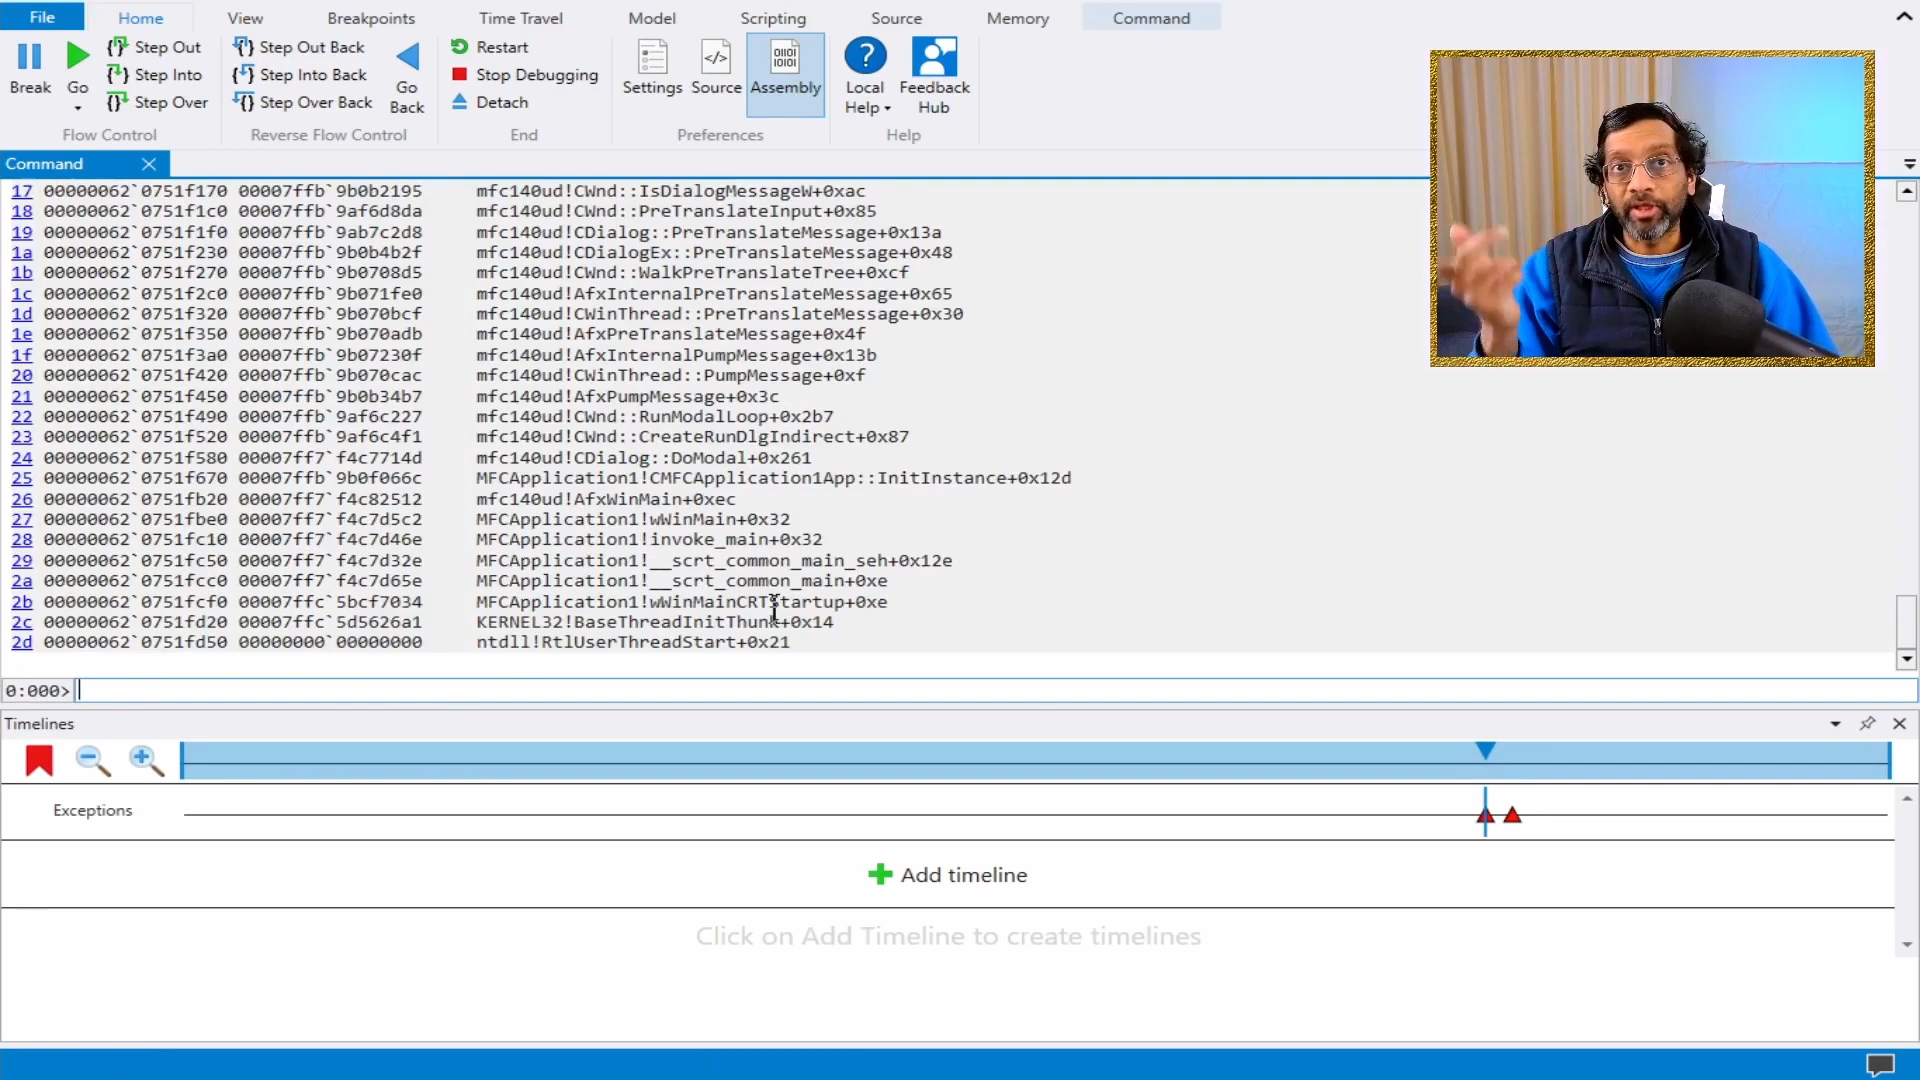 File Home View Breakpoints Time Travel Model Scripting Source Memory Command
Break
Go
Step Out
Step Into
Step Over
Flow Control
Step Out Back
Step Into Back
Step Over Back
Go Back
Reverse Flow Control
Restart
Stop Debugging
Detach
End
Settings
Source
Assembly
Preferences
Local Help
Feedback Hub
Help
Command
17 00000062`0751f170 00007ffb`9b0b2195 mfc140ud!CWnd::IsDialogMessageW+0xac
18 00000062`0751f1c0 00007ffb`9af6d8da mfc140ud!CWnd::PreTranslateInput+0x85
19 00000062`0751f1f0 00007ffb`9ab7c2d8 mfc140ud!CDialog::PreTranslateMessage+0x13a
1a 00000062`0751f230 00007ffb`9b0b4b2f mfc140ud!CDialogEx::PreTranslateMessage+0x48
1b 00000062`0751f270 00007ffb`9b0708d5 mfc140ud!CWnd::WalkPreTranslateTree+0xcf
1c 00000062`0751f2c0 00007ffb`9b071fe0 mfc140ud!AfxInternalPreTranslateMessage+0x65
1d 00000062`0751f320 00007ffb`9b070bcf mfc140ud!CWinThread::PreTranslateMessage+0x30
1e 00000062`0751f350 00007ffb`9b070adb mfc140ud!AfxPreTranslateMessage+0x4f
1f 00000062`0751f3a0 00007ffb`9b07230f mfc140ud!AfxInternalPumpMessage+0x13b
20 00000062`0751f420 00007ffb`9b070cac mfc140ud!CWinThread::PumpMessage+0xf
21 00000062`0751f450 00007ffb`9b0b34b7 mfc140ud!AfxPumpMessage+0x3c
22 00000062`0751f490 00007ffb`9af6c227 mfc140ud!CWnd::RunModalLoop+0x2b7
23 00000062`0751f520 00007ffb`9af6c4f1 mfc140ud!CWnd::CreateRunDlgIndirect+0x87
24 00000062`0751f580 00007ff7`f4c7714d mfc140ud!CDialog::DoModal+0x261
25 00000062`0751f670 00007ffb`9b0f066c MFCApplication1!CMFCApplication1App::InitInstance+0x12d
26 00000062`0751fb20 00007ff7`f4c82512 mfc140ud!AfxWinMain+0xec
27 00000062`0751fbe0 00007ff7`f4c7d5c2 MFCApplication1!wWinMain+0x32
28 00000062`0751fc10 00007ff7`f4c7d46e MFCApplication1!invoke_main+0x32
29 00000062`0751fc50 00007ff7`f4c7d32e MFCApplication1!__scrt_common_main_seh+0x12e
2a 00000062`0751fcc0 00007ff7`f4c7d65e MFCApplication1!__scrt_common_main+0xe
2b 00000062`0751fcf0 00007ffc`5bcf7034 MFCApplication1!wWinMainCRTStartup+0xe
2c 00000062`0751fd20 00007ffc`5d5626a1 KERNEL32!BaseThreadInitThunk+0x14
2d 00000062`0751fd50 00000000`00000000 ntdll!RtlUserThreadStart+0x21
0:000>
Timelines
Exceptions
Add timeline
Click on Add Timeline to create timelines